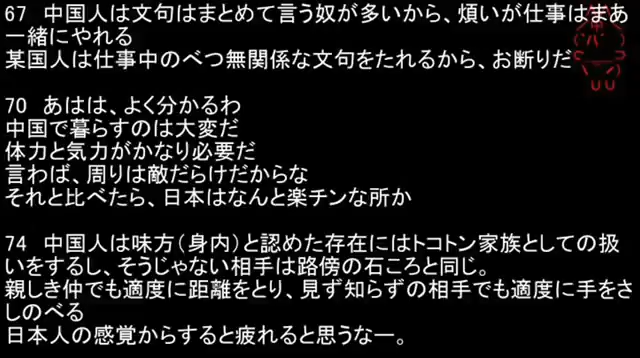 67　中国人は文句はまとめて言う奴が多いから、煩いが仕事はまあ
一緒にやれる
某国人は仕事中のべつ無関係な文句をたれるから、お断りだ
70　あはは、よく分かるわ
中国で暮らすのは大変だ
体力と気力がかなり必要だ
言わば、周りは敵だらけだからな
それと比べたら、日本はなんと楽チンな所か
74　中国人は味方（身内）と認めた存在にはトコトン家族としての扱
いをするし、そうじゃない相手は路傍の石ころと同じ。
親しき仲でも適度に距離をとり、見ず知らずの相手でも適度に手をさ
しのべる
日本人の感覚からすると疲れると思うなー。